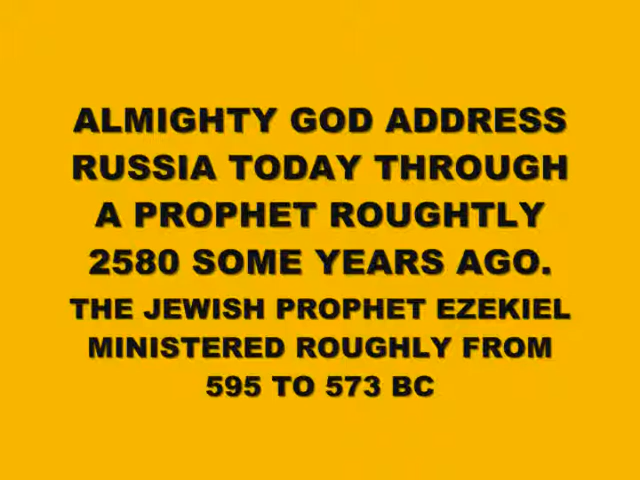 ALMIGHTY GOD ADDRESS
RUSSIA TODAY THROUGH
A PROPHET ROUGHTLY
2580 SOME YEARS AGO.
THE JEWISH PROPHET EZEKIEL
MINISTERED ROUGHLY FROM
595 TO 573 BC